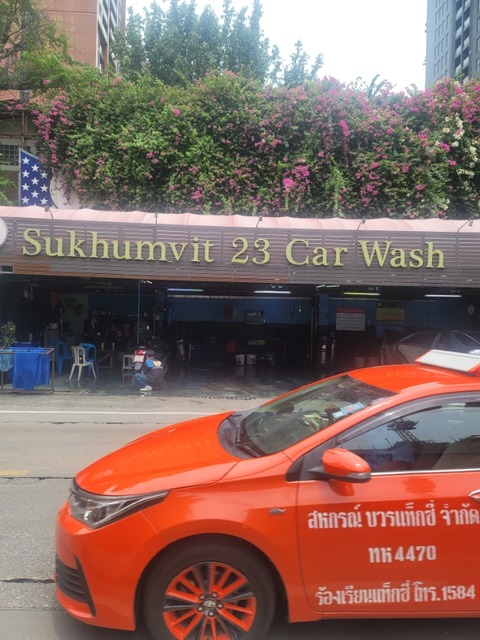 Sukhumvit 23 Car Wash
สหกรณ์ บวรแท็กซี่ จำกัด
ทห 4470
ร้องเรียนแท็กซี่ โทร. 1584